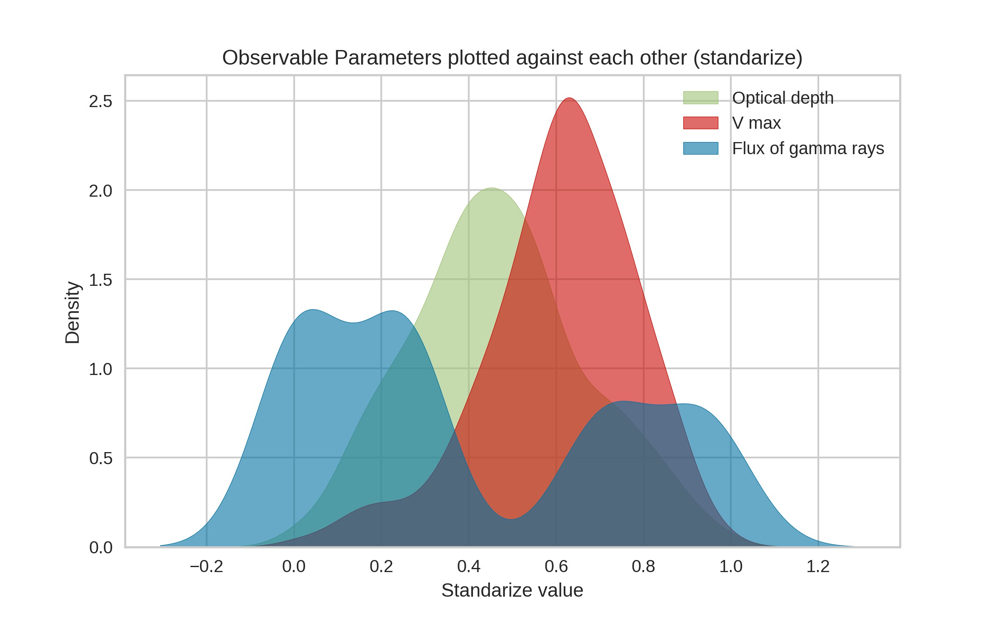 Observable Parameters plotted against each other (standarize)
Optical depth
V max
Flux of gamma rays
Density
2.5
2.0
1.5
1.0
0.5
0.0
−0.2 0.0 0.2 0.4 0.6 0.8 1.0 1.2
Standarize value